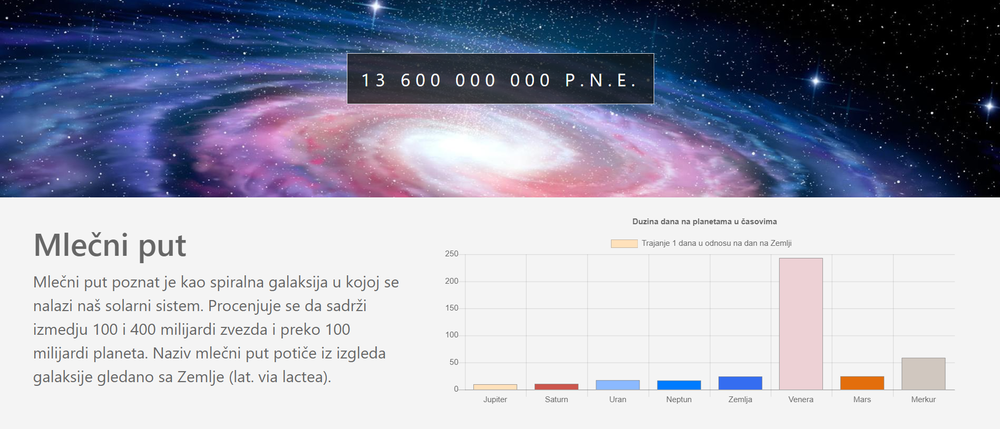 13 600 000 000 P.N.E.
Mlečni put
Mlečni put poznat je kao spiralna galaksija u kojoj se
nalazi naš solarni sistem. Procenjuje se da sadrži
izmedju 100 i 400 milijardi zvezda i preko 100
milijardi planeta. Naziv mlečni put potiče iz izgleda
galaksije gledano sa Zemlje (lat. via lactea).
Duzina dana na planetama u časovima
Trajanje 1 dana u odnosu na dan na Zemlji
250
200
150
100
50
0
Jupiter Saturn Uran Neptun Zemlja Venera Mars Merkur